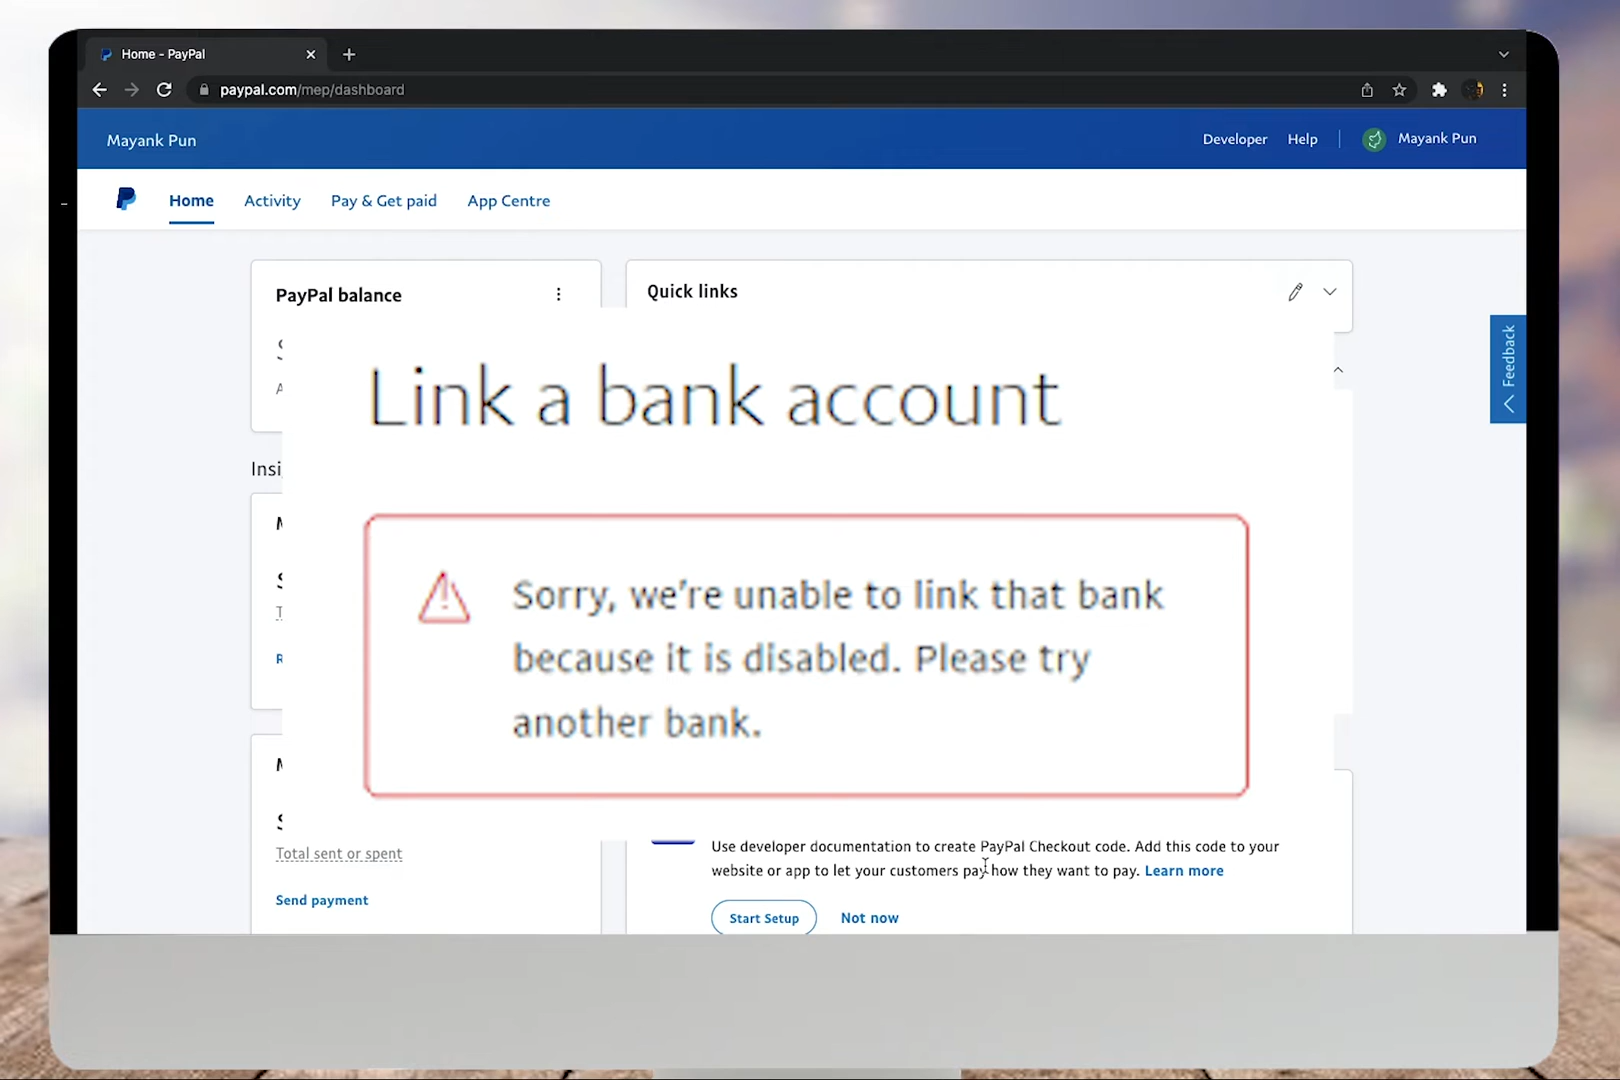 Home - PayPal
paypal.com/mep/dashboard
Mayank Pun
Developer Help Mayank Pun
Home Activity Pay & Get paid App Centre
PayPal balance
Quick links
Feedback
Link a bank account
Sorry, we're unable to link that bank
because it is disabled. Please try
another bank.
Total sent or spent
Send payment
Use developer documentation to create PayPal Checkout code. Add this code to your
website or app to let your customers pay how they want to pay. Learn more
Start Setup Not now